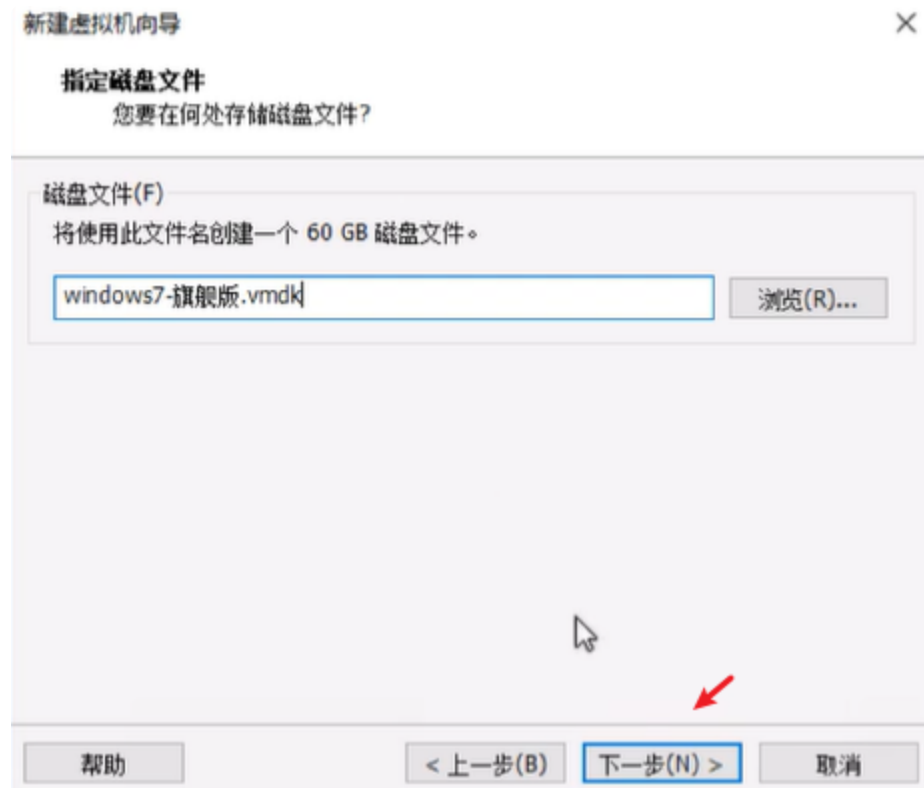 新建虚拟机向导
指定磁盘文件
您要在何处存储磁盘文件?
磁盘文件(F)
将使用此文件名创建一个 60 GB 磁盘文件。
windows7-旗舰版.vmdk
浏览(R)...
帮助
< 上一步(B)
下一步(N) >
取消